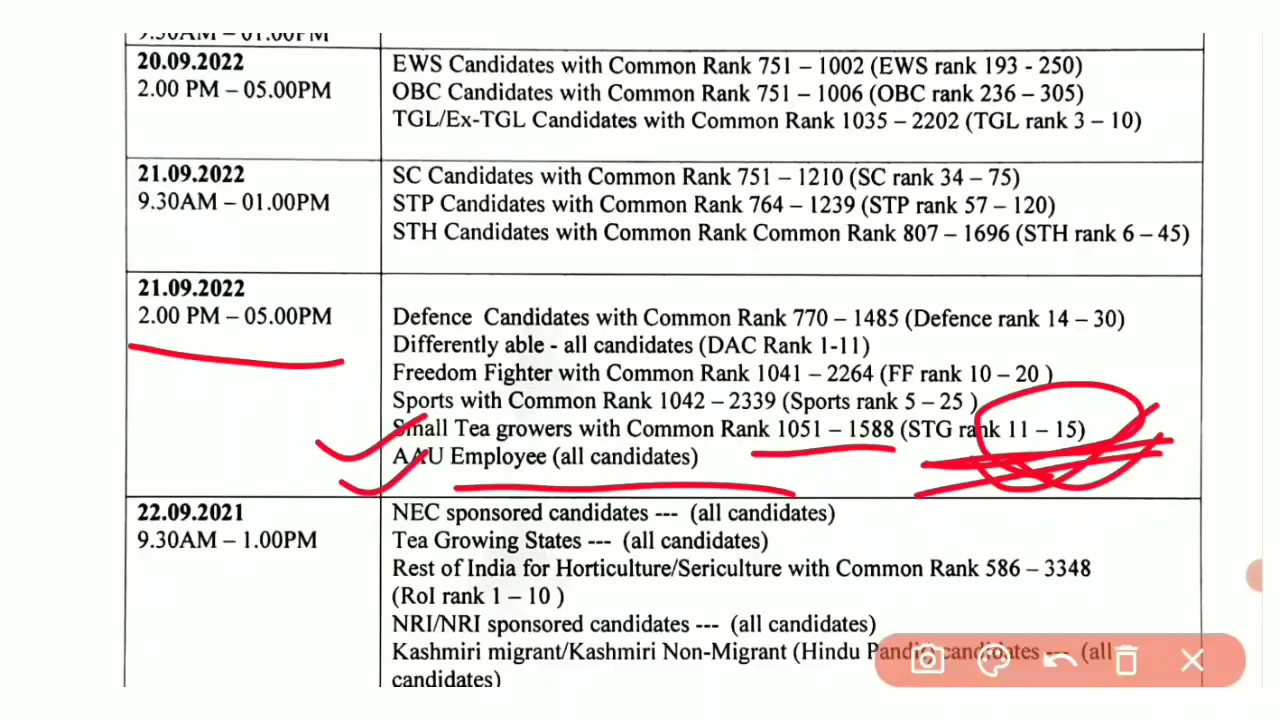 9.30AM – 01.00PM
20.09.2022
2.00 PM – 05.00PM
EWS Candidates with Common Rank 751 – 1002 (EWS rank 193 - 250)
OBC Candidates with Common Rank 751 – 1006 (OBC rank 236 – 305)
TGL/Ex-TGL Candidates with Common Rank 1035 – 2202 (TGL rank 3 – 10)
21.09.2022
9.30AM – 01.00PM
SC Candidates with Common Rank 751 – 1210 (SC rank 34 – 75)
STP Candidates with Common Rank 764 – 1239 (STP rank 57 – 120)
STH Candidates with Common Rank Common Rank 807 – 1696 (STH rank 6 – 45)
21.09.2022
2.00 PM – 05.00PM
Defence Candidates with Common Rank 770 – 1485 (Defence rank 14 – 30)
Differently able - all candidates (DAC Rank 1-11)
Freedom Fighter with Common Rank 1041 – 2264 (FF rank 10 – 20 )
Sports with Common Rank 1042 – 2339 (Sports rank 5 – 25 )
Small Tea growers with Common Rank 1051 – 1588 (STG rank 11 – 15)
AAU Employee (all candidates)
22.09.2021
9.30AM – 1.00PM
NEC sponsored candidates --- (all candidates)
Tea Growing States --- (all candidates)
Rest of India for Horticulture/Sericulture with Common Rank 586 – 3348
(RoI rank 1 – 10 )
NRI/NRI sponsored candidates --- (all candidates)
Kashmiri migrant/Kashmiri Non-Migrant (Hindu Pandit) candidates --- (all
candidates)